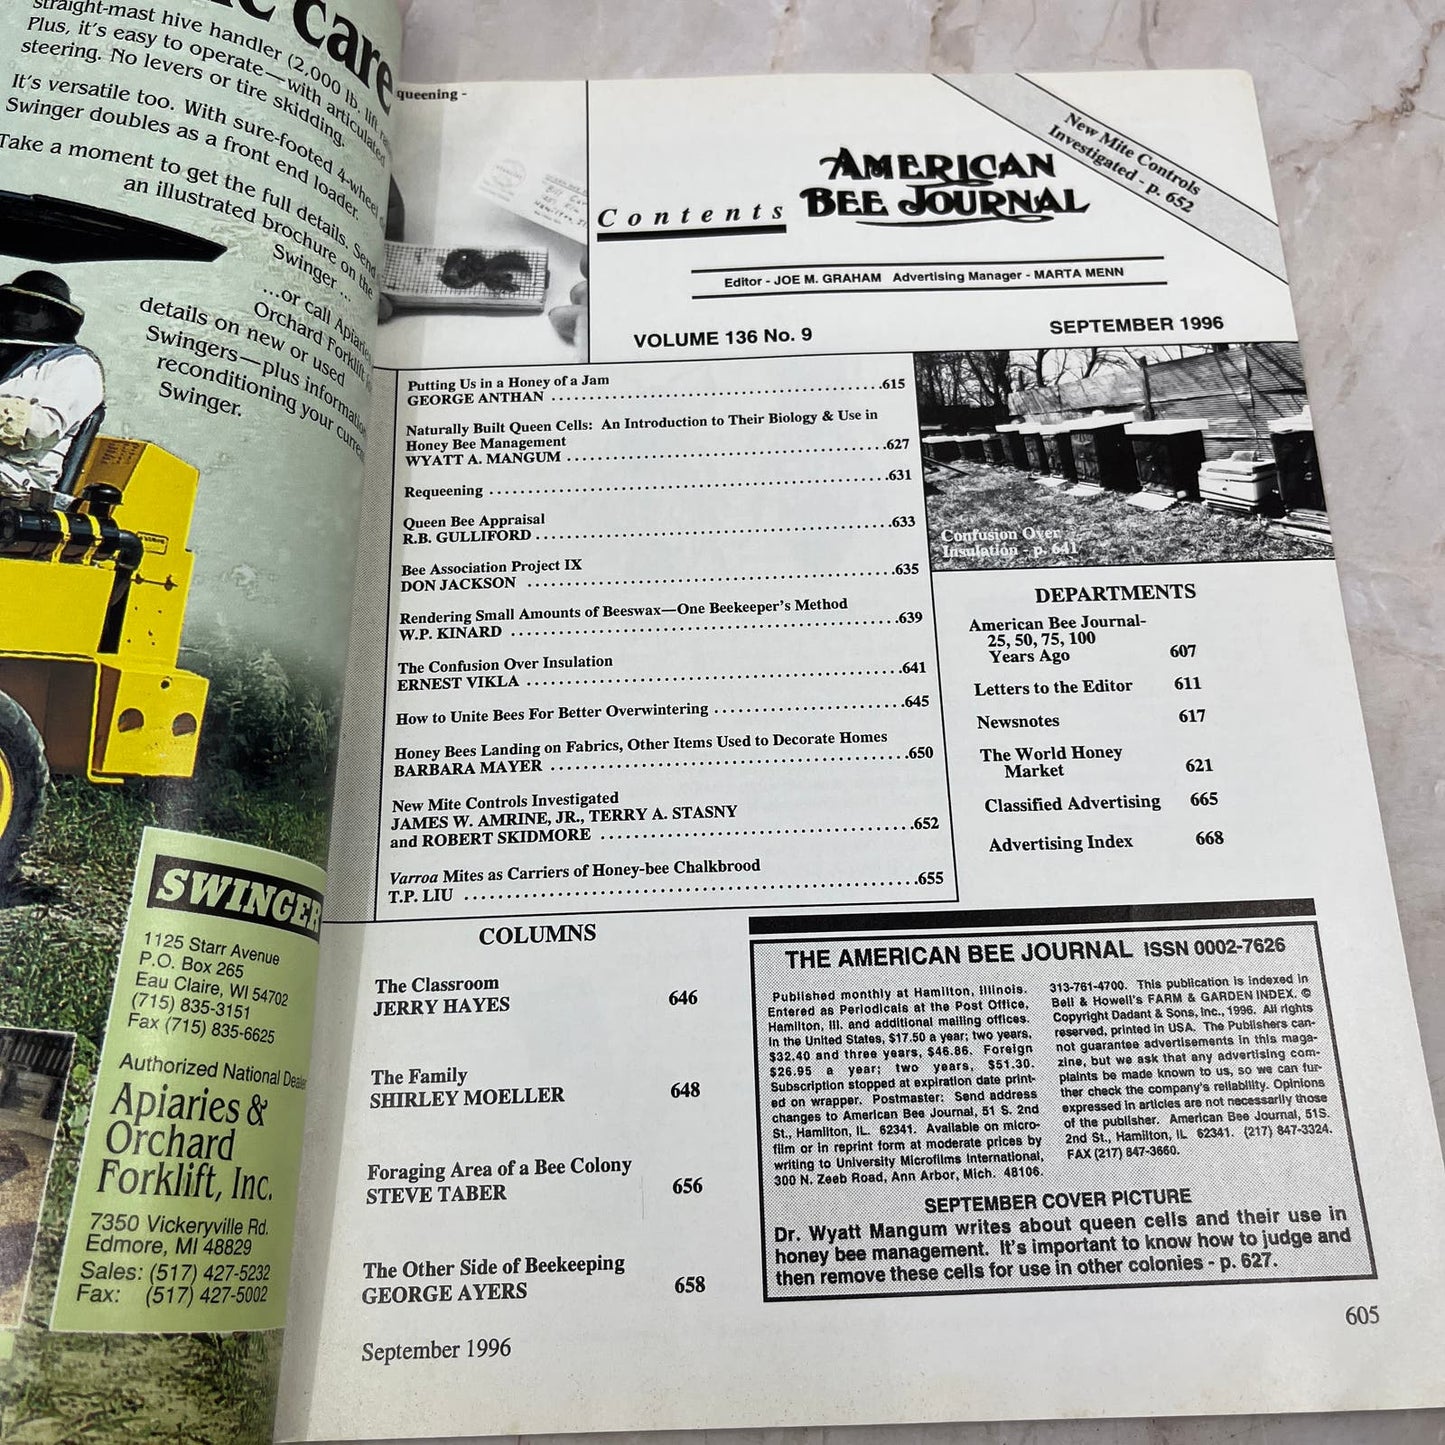 care
straight-mast hive handler (2,000 lb. lift
Plus, it's easy to operate—with articulated
steering. No levers or tire skidding.
It's versatile too. With sure-footed 4-wheel
Swinger doubles as a front end loader.
Take a moment to get the full details. Send
an illustrated brochure on the
Swinger ...
...or call Apiaries
Orchard Forklift
details on new or used
Swingers—plus information
reconditioning your current
Swinger.
SWINGER
1125 Starr Avenue
P.O. Box 265
Eau Claire, WI 54702
(715) 835-3151
Fax (715) 835-6625
Authorized National Dealer
Apiaries &
Orchard
Forklift, Inc.
7350 Vickeryville Rd.
Edmore, MI 48829
Sales: (517) 427-5232
Fax: (517) 427-5002
queening -
Contents
AMERICAN
BEE JOURNAL
New Mite Controls
Investigated - p. 652
Editor - JOE M. GRAHAM Advertising Manager - MARTA MENN
VOLUME 136 No. 9
SEPTEMBER 1996
Putting Us in a Honey of a Jam
GEORGE ANTHAN ........615
Naturally Built Queen Cells: An Introduction to Their Biology & Use in
Honey Bee Management
WYATT A. MANGUM ........627
Requeening ........631
Queen Bee Appraisal
R.B. GULLIFORD ........633
Bee Association Project IX
DON JACKSON ........635
Rendering Small Amounts of Beeswax—One Beekeeper's Method
W.P. KINARD ........639
The Confusion Over Insulation
ERNEST VIKLA ........641
How to Unite Bees For Better Overwintering ........645
Honey Bees Landing on Fabrics, Other Items Used to Decorate Homes
BARBARA MAYER ........650
New Mite Controls Investigated
JAMES W. AMRINE, JR., TERRY A. STASNY
and ROBERT SKIDMORE ........652
Varroa Mites as Carriers of Honey-bee Chalkbrood
T.P. LIU ........655
Confusion Over
Insulation - p. 641
DEPARTMENTS
American Bee Journal-
25, 50, 75, 100
Years Ago 607
Letters to the Editor 611
Newsnotes 617
The World Honey
Market 621
Classified Advertising 665
Advertising Index 668
COLUMNS
The Classroom
JERRY HAYES 646
The Family
SHIRLEY MOELLER 648
Foraging Area of a Bee Colony
STEVE TABER 656
The Other Side of Beekeeping
GEORGE AYERS 658
THE AMERICAN BEE JOURNAL ISSN 0002-7626
Published monthly at Hamilton, Illinois.
Entered as Periodicals at the Post Office,
Hamilton, Ill. and additional mailing offices.
In the United States, $17.50 a year; two years,
$32.40 and three years, $46.86. Foreign
$26.95 a year; two years, $51.30.
Subscription stopped at expiration date print-
ed on wrapper. Postmaster: Send address
changes to American Bee Journal, 51 S. 2nd
St., Hamilton, IL. 62341. Available on micro-
film or in reprint form at moderate prices by
writing to University Microfilms International,
300 N. Zeeb Road, Ann Arbor, Mich. 48106.
313-761-4700. This publication is indexed in
Bell & Howell's FARM & GARDEN INDEX. ©
Copyright Dadant & Sons, Inc., 1996. All rights
reserved, printed in USA. The Publishers can-
not guarantee advertisements in this maga-
zine, but we ask that any advertising com-
plaints be made known to us, so we can fur-
ther check the company's reliability. Opinions
expressed in articles are not necessarily those
of the publisher. American Bee Journal, 51S.
2nd St., Hamilton, IL 62341. (217) 847-3324.
FAX (217) 847-3660.
SEPTEMBER COVER PICTURE
Dr. Wyatt Mangum writes about queen cells and their use in
honey bee management. It's important to know how to judge and
then remove these cells for use in other colonies - p. 627.
605
September 1996